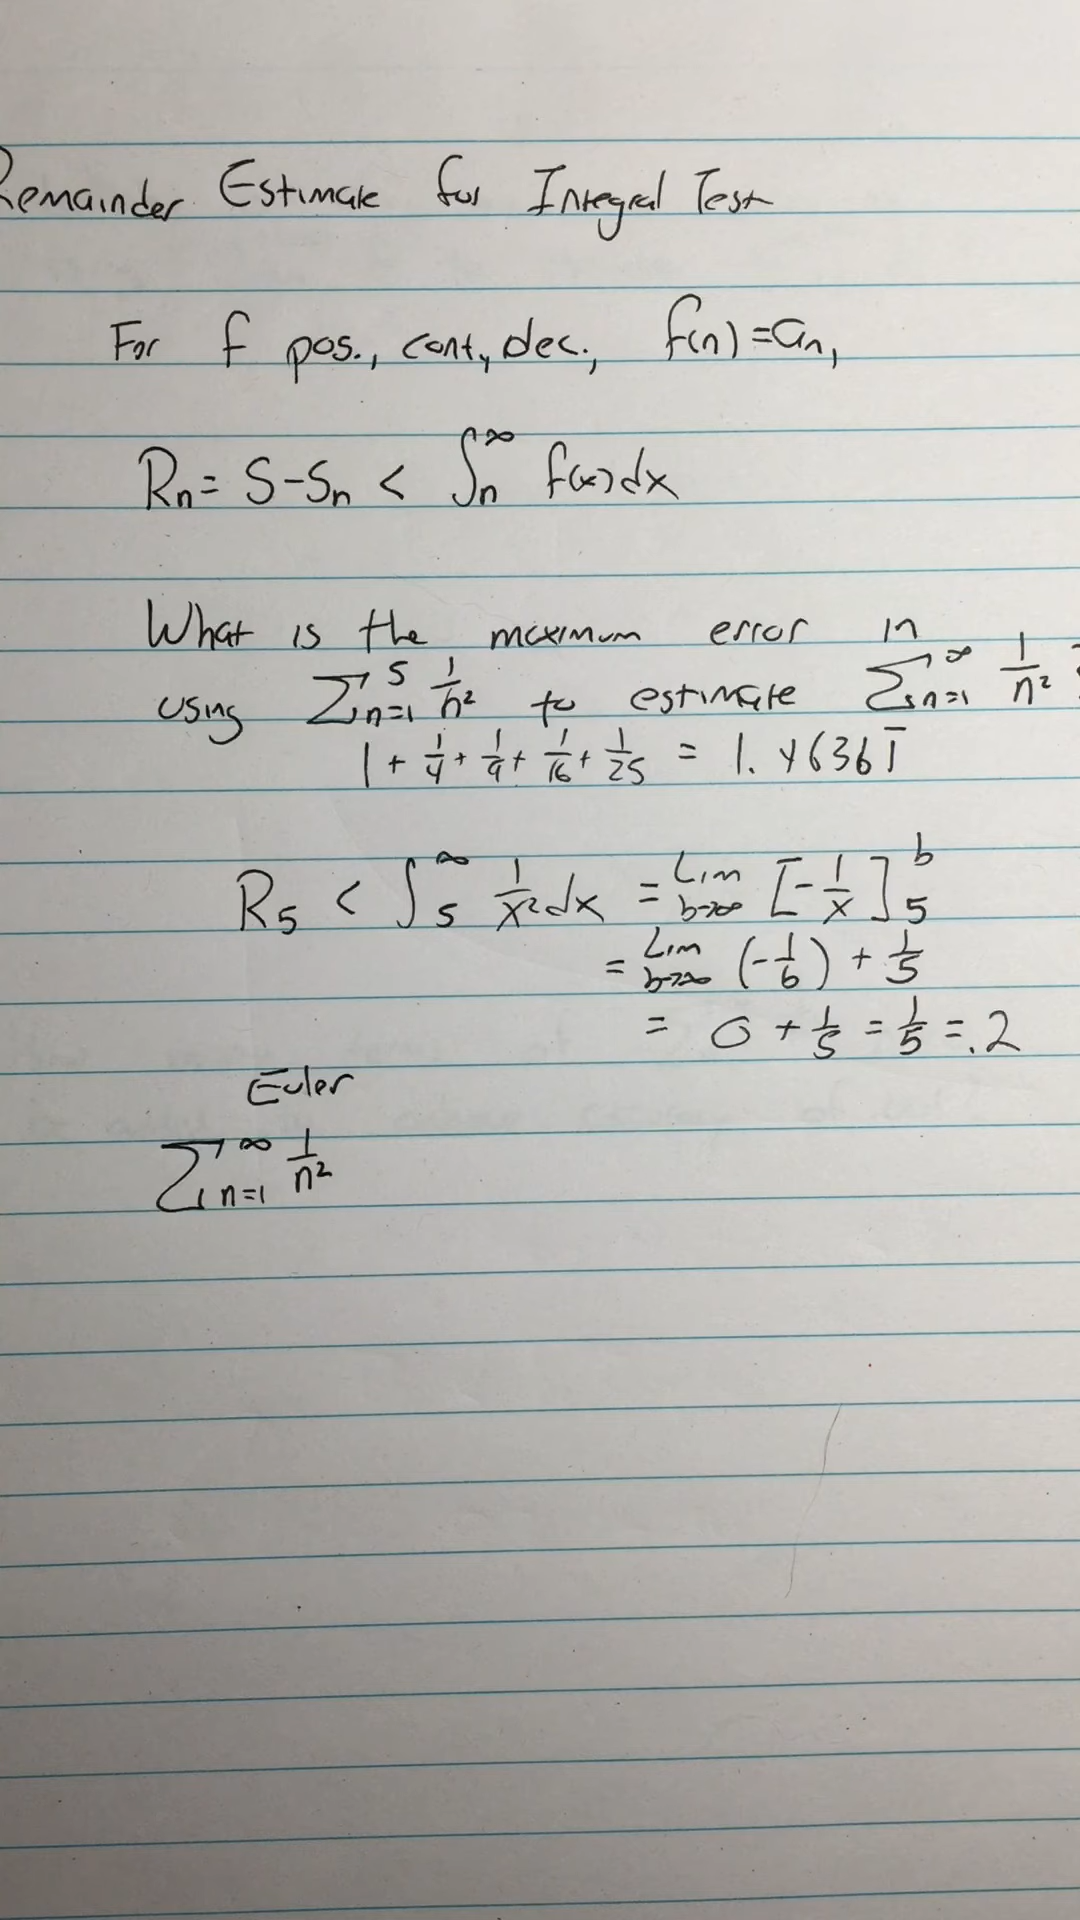 Remainder Estimate for Integral Test
For f pos., cont., dec., f(n)=aₙ,
Rₙ = S-Sₙ < ∫ₙ^∞ f(x)dx
What is the maximum error in
using ∑ₙ₌₁^5 1/n² to estimate ∑ₙ₌₁^∞ 1/n²?
1 + 1/4 + 1/9 + 1/16 + 1/25 = 1.46361̅
R₅ < ∫₅^∞ 1/x² dx = Lim b→∞ [-1/x]₅^b
= Lim b→∞ (-1/b) + 1/5
= 0 + 1/5 = 1/5 = .2
Euler
∑ₙ₌₁^∞ 1/n²